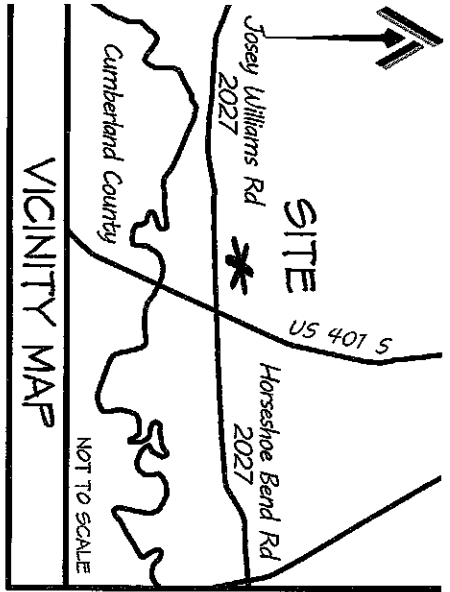 SITE
US 401 S
Josey Williams Rd
2027
Horseshoe Bend Rd
2027
Cumberland County
NOT TO SCALE
VICINITY MAP